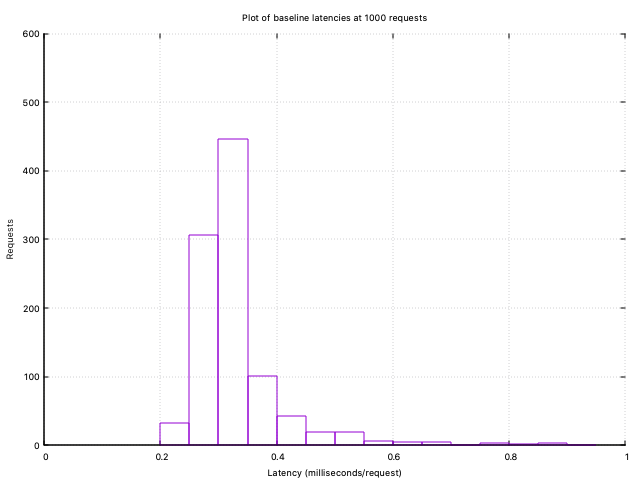 Plot of baseline latencies at 1000 requests
600
500
400
300
200
100
0
Requests
0 0.2 0.4 0.6 0.8 1
Latency (milliseconds/request)